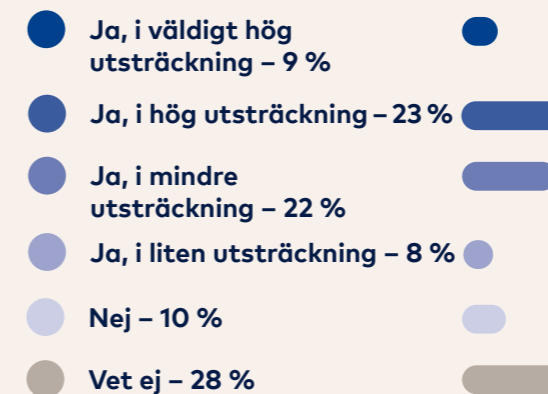 Ja, i väldigt hög
utsträckning – 9 %
Ja, i hög utsträckning – 23 %
Ja, i mindre
utsträckning – 22 %
Ja, i liten utsträckning – 8 %
Nej – 10 %
Vet ej – 28 %